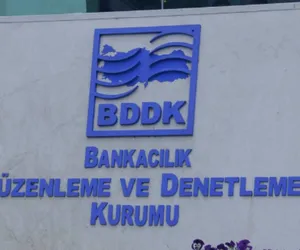 BDDK
BANKACILIK
ÜZENLEME VE DENETLEME
KURUMU